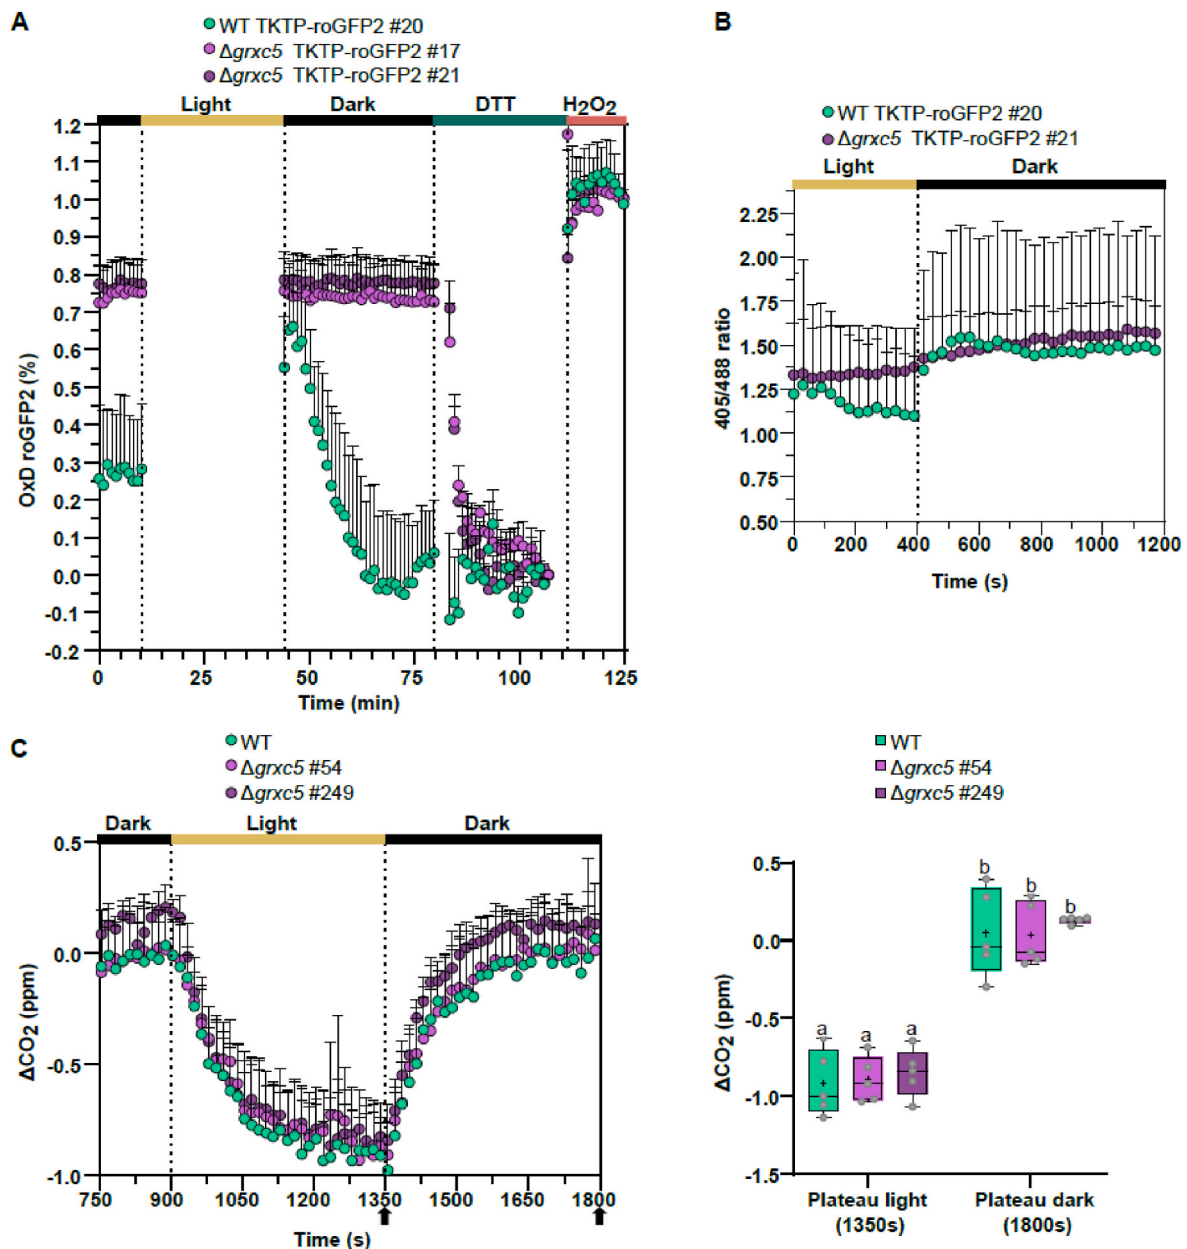 A
WT TKTP-roGFP2 #20
Δgrxc5 TKTP-roGFP2 #17
Δgrxc5 TKTP-roGFP2 #21
Light Dark DTT H2O2
1.2
1.1
1.0
0.9
0.8
0.7
0.6
0.5
0.4
0.3
0.2
0.1
0.0
-0.1
-0.2
OxD roGFP2 (%)
0 25 50 75 100 125
Time (min)
B
WT TKTP-roGFP2 #20
Δgrxc5 TKTP-roGFP2 #21
Light Dark
2.25
2.00
1.75
1.50
1.25
1.00
0.75
0.50
405/488 ratio
0 200 400 600 800 1000 1200
Time (s)
C
WT
Δgrxc5 #54
Δgrxc5 #249
Dark Light Dark
0.5
0.0
-0.5
-1.0
ΔCO2 (ppm)
750 900 1050 1200 1350 1500 1650 1800
Time (s)
WT
Δgrxc5 #54
Δgrxc5 #249
0.5
0.0
-0.5
-1.0
-1.5
ΔCO2 (ppm)
b b b
a a a
Plateau light Plateau dark
(1350s) (1800s)